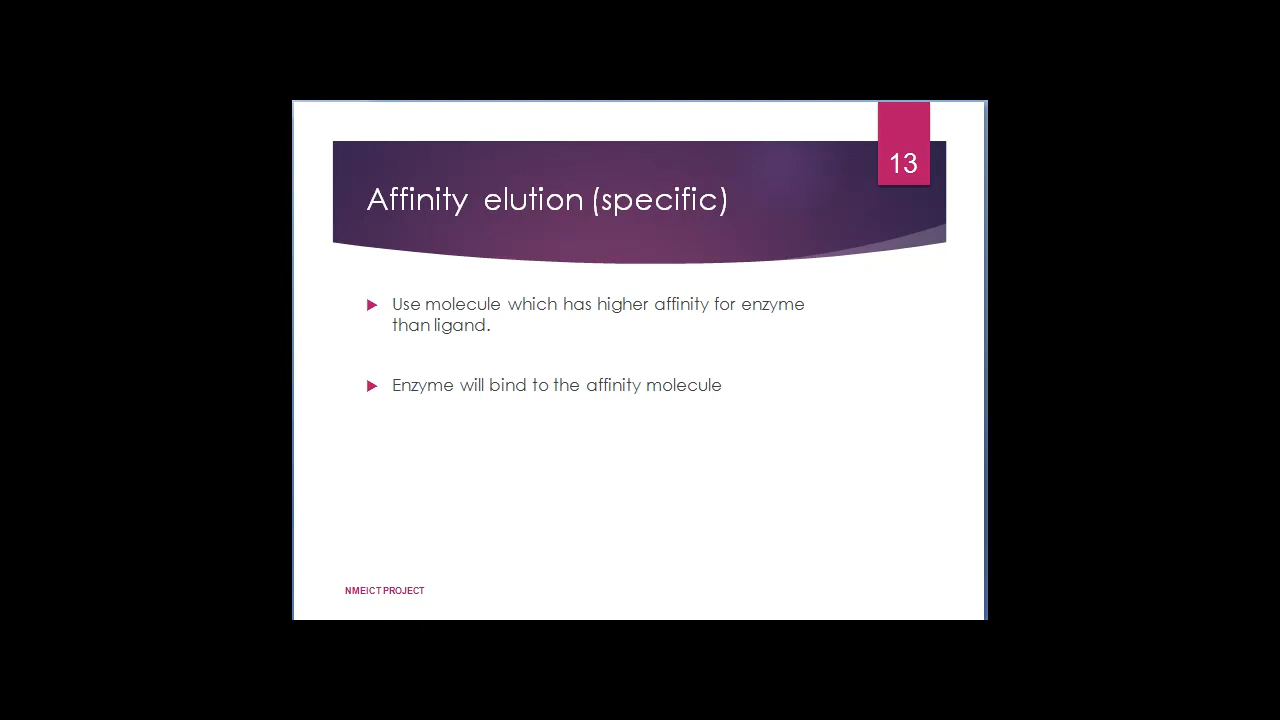 13
Affinity elution (specific)
Use molecule which has higher affinity for enzyme
than ligand.
Enzyme will bind to the affinity molecule
NMEICT PROJECT